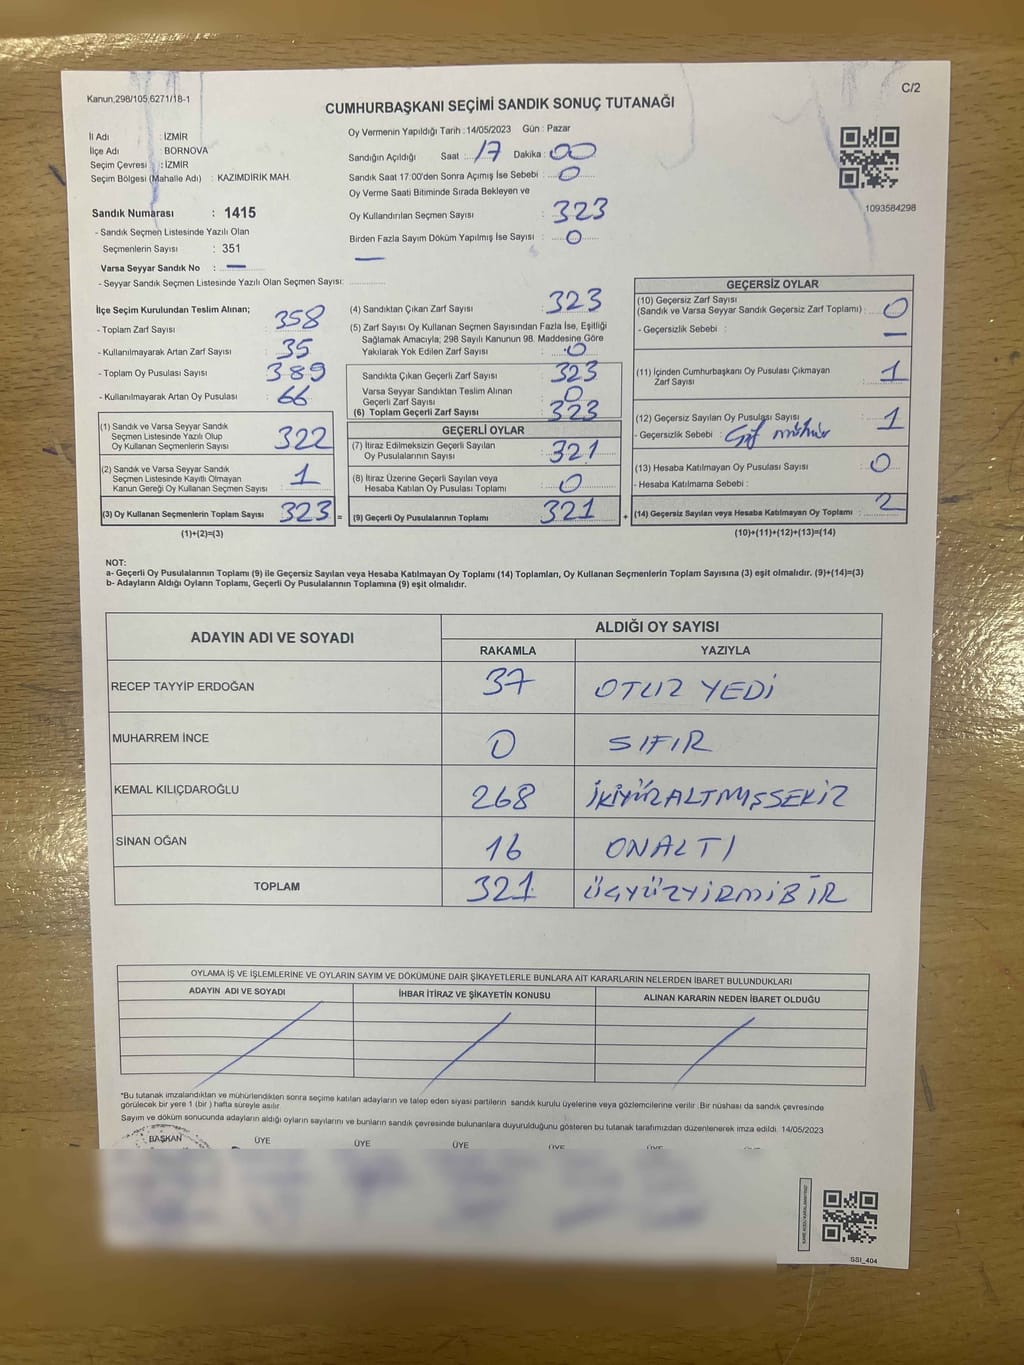 Kanun,298/105,6271/18-1
C/2
CUMHURBAŞKANI SEÇİMİ SANDIK SONUÇ TUTANAĞI
İl Adı : İZMİR
İlçe Adı : BORNOVA
Seçim Çevresi : İZMİR
Seçim Bölgesi (Mahalle Adı) : KAZIMDİRİK MAH.
Sandık Numarası : 1415
- Sandık Seçmen Listesinde Yazılı Olan
Seçmenlerin Sayısı : 351
Varsa Seyyar Sandık No : —
- Seyyar Sandık Seçmen Listesinde Yazılı Olan Seçmen Sayısı:
Oy Vermenin Yapıldığı Tarih : 14/05/2023 Gün : Pazar
Sandığın Açıldığı Saat : 17 Dakika : 00
Sandık Saat 17:00'den Sonra Açımış İse Sebebi : 0
Oy Verme Saati Bitiminde Sırada Bekleyen ve
Oy Kullandırılan Seçmen Sayısı : 323
Birden Fazla Sayım Döküm Yapılmış İse Sayısı : 0
—
1093584298
İlçe Seçim Kurulundan Teslim Alınan;
- Toplam Zarf Sayısı : 358
- Kullanılmayarak Artan Zarf Sayısı : 35
- Toplam Oy Pusulası Sayısı : 389
- Kullanılmayarak Artan Oy Pusulası : 66
(1) Sandık ve Varsa Seyyar Sandık
Seçmen Listesinde Yazılı Olup
Oy Kullanan Seçmenlerin Sayısı : 322
(2) Sandık ve Varsa Seyyar Sandık
Seçmen Listesinde Kayıtlı Olmayan
Kanun Gereği Oy Kullanan Seçmen Sayısı : 1
(3) Oy Kullanan Seçmenlerin Toplam Sayısı : 323 =
(1)+(2)=(3)
(4) Sandıktan Çıkan Zarf Sayısı : 323
(5) Zarf Sayısı Oy Kullanan Seçmen Sayısından Fazla İse, Eşitliği
Sağlamak Amacıyla; 298 Sayılı Kanunun 98. Maddesine Göre
Yakılarak Yok Edilen Zarf Sayısı : 0
Sandıkta Çıkan Geçerli Zarf Sayısı : 323
Varsa Seyyar Sandıktan Teslim Alınan
Geçerli Zarf Sayısı : 0
(6) Toplam Geçerli Zarf Sayısı : 323
GEÇERLİ OYLAR
(7) İtiraz Edilmeksizin Geçerli Sayılan
Oy Pusulalarının Sayısı : 321
(8) İtiraz Üzerine Geçerli Sayılan veya
Hesaba Katılan Oy Pusulası Toplamı : 0
(9) Geçerli Oy Pusulalarının Toplamı : 321 +
GEÇERSİZ OYLAR
(10) Geçersiz Zarf Sayısı
(Sandık ve Varsa Seyyar Sandık Geçersiz Zarf Toplamı) : 0
- Geçersizlik Sebebi : —
(11) İçinden Cumhurbaşkanı Oy Pusulası Çıkmayan
Zarf Sayısı : 1
(12) Geçersiz Sayılan Oy Pusulası Sayısı : 1
- Geçersizlik Sebebi : Çift mühür
(13) Hesaba Katılmayan Oy Pusulası Sayısı : 0
- Hesaba Katılmama Sebebi :
(14) Geçersiz Sayılan veya Hesaba Katılmayan Oy Toplamı : 2
(10)+(11)+(12)+(13)=(14)
NOT:
a- Geçerli Oy Pusulalarının Toplamı (9) ile Geçersiz Sayılan veya Hesaba Katılmayan Oy Toplamı (14) Toplamları, Oy Kullanan Seçmenlerin Toplam Sayısına (3) eşit olmalıdır. (9)+(14)=(3)
b- Adayların Aldığı Oyların Toplamı, Geçerli Oy Pusulalarının Toplamına (9) eşit olmalıdır.
ADAYIN ADI VE SOYADI
ALDIĞI OY SAYISI
RAKAMLA YAZIYLA
RECEP TAYYİP ERDOĞAN 37 OTUZ YEDİ
MUHARREM İNCE 0 SIFIR
KEMAL KILIÇDAROĞLU 268 İKİYÜZALTMIŞSEKİZ
SİNAN OĞAN 16 ONALTI
TOPLAM 321 ÜÇYÜZYİRMİBİR
OYLAMA İŞ VE İŞLEMLERİNE VE OYLARIN SAYIM VE DÖKÜMÜNE DAİR ŞİKAYETLERLE BUNLARA AİT KARARLARIN NELERDEN İBARET BULUNDUKLARI
ADAYIN ADI VE SOYADI İHBAR İTİRAZ VE ŞİKAYETİN KONUSU ALINAN KARARIN NEDEN İBARET OLDUĞU
*Bu tutanak imzalandıktan ve mühürlendikten sonra seçime katılan adayların ve talep eden siyasi partilerin sandık kurulu üyelerine veya gözlemcilerine verilir. Bir nüshası da sandık çevresinde
görülecek bir yere 1 (bir ) hafta süreyle asılır.
Sayım ve döküm sonucunda adayların aldığı oyların sayılarını ve bunların sandık çevresinde bulunanlara duyurulduğunu gösteren bu tutanak tarafımızdan düzenlenerek imza edildi. 14/05/2023
BAŞKAN ÜYE ÜYE ÜYE ÜYE ÜYE
SSI_404